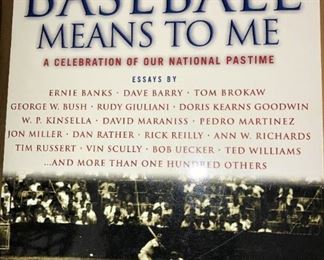 BASEBALL
MEANS TO ME
A CELEBRATION OF OUR NATIONAL PASTIME
ESSAYS BY
ERNIE BANKS • DAVE BARRY • TOM BROKAW
GEORGE W. BUSH • RUDY GIULIANI • DORIS KEARNS GOODWIN
W. P. KINSELLA • DAVID MARANISS • PEDRO MARTINEZ
JON MILLER • DAN RATHER • RICK REILLY • ANN W. RICHARDS
TIM RUSSERT • VIN SCULLY • BOB UECKER • TED WILLIAMS
...AND MORE THAN ONE HUNDRED OTHERS